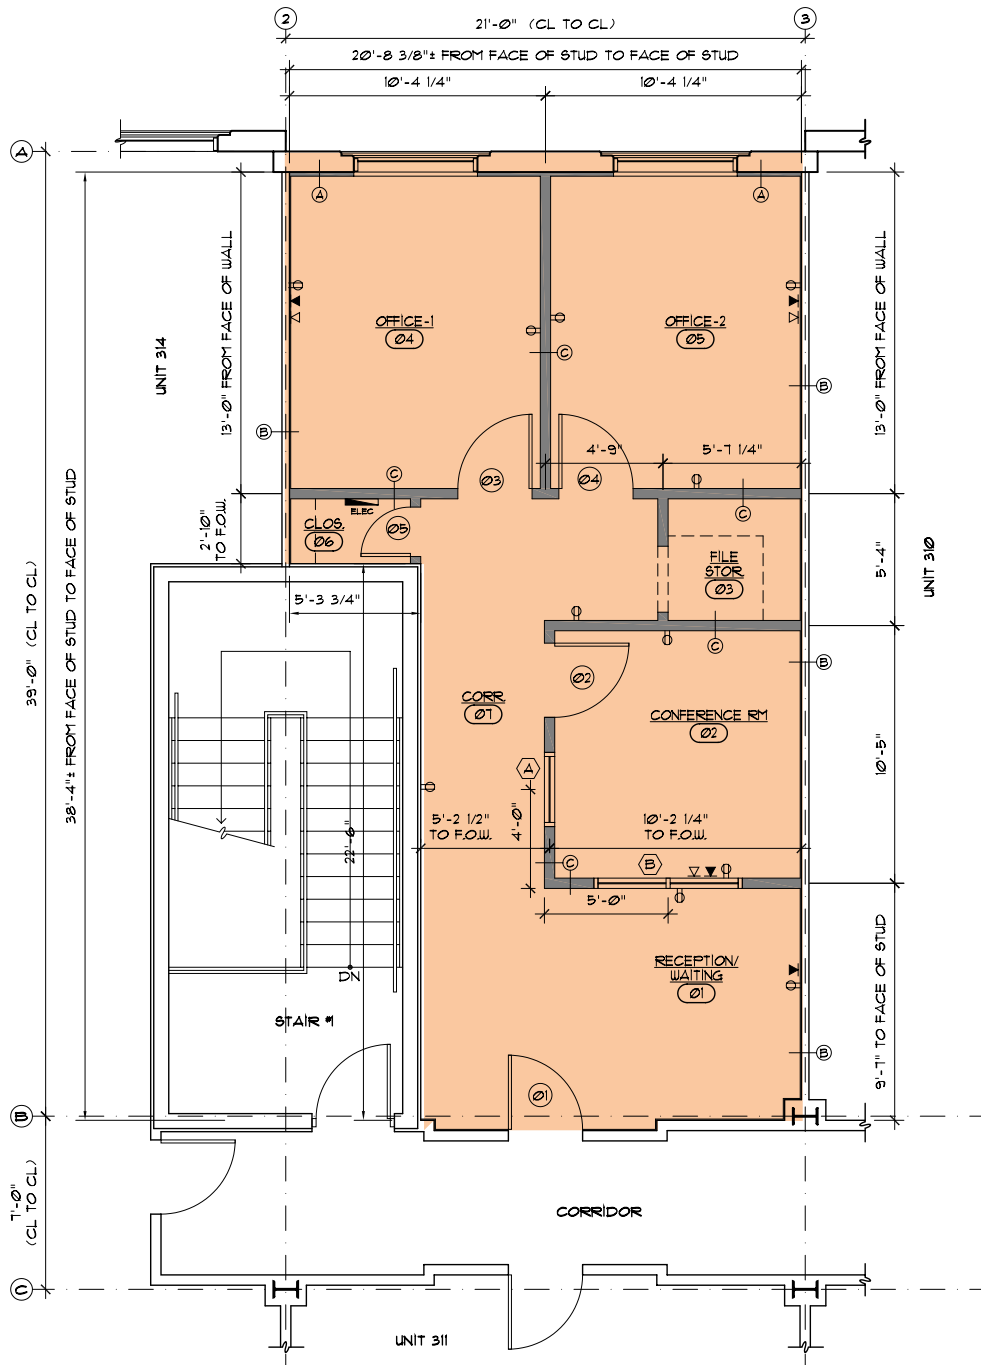 2
3
21'-0" (CL TO CL)
20'-8 3/8"± FROM FACE OF STUD TO FACE OF STUD
10'-4 1/4"
10'-4 1/4"
A
A
A
13'-0" FROM FACE OF WALL
13'-0" FROM FACE OF WALL
UNIT 314
OFFICE-1
04
OFFICE-2
05
C
B
B
C
4'-9"
5'-7 1/4"
03
04
2'-10"
TO F.O.W.
ELEC
CLOS.
06
05
C
FILE
STOR.
03
5'-4"
UNIT 310
38'-4"± FROM FACE OF STUD TO FACE OF STUD
39'-0" (CL TO CL)
5'-3 3/4"
C
02
B
CORR.
07
CONFERENCE RM
02
A
10'-5"
5'-2 1/2"
TO F.O.W.
4'-0"
10'-2 1/4"
TO F.O.W.
22'-6"
C
B
5'-0"
RECEPTION/
WAITING
01
DN
STAIR #1
9'-7" TO FACE OF STUD
B
01
B
7'-0"
(CL TO CL)
CORRIDOR
C
UNIT 311